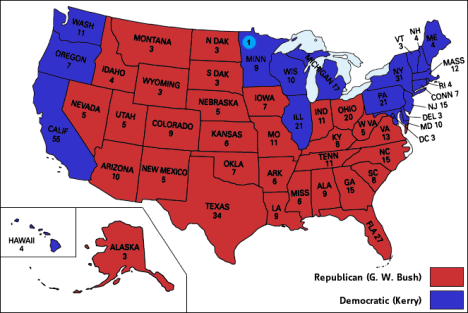 WASH
11
OREGON
7
CALIF
55
NEVADA
5
IDAHO
4
MONTANA
3
WYOMING
3
UTAH
5
ARIZONA
10
COLORADO
9
NEW MEXICO
5
N DAK
3
S DAK
3
NEBRASKA
5
KANSAS
6
OKLA
7
TEXAS
34
MINN
9
1
IOWA
7
MO
11
ARK
6
LA
9
WIS
10
ILL
21
MICHIGAN 17
IND
11
OHIO
20
KY
8
TENN
11
MISS
6
ALA
9
GA
15
FLA 27
SC
8
NC
15
VA
13
W VA
5
PA
21
NY
31
VT
3
NH
4
ME
4
MASS
12
RI 4
CONN 7
NJ 15
DEL 3
MD 10
DC 3
HAWAII
4
ALASKA
3
Republican (G. W. Bush)
Democratic (Kerry)